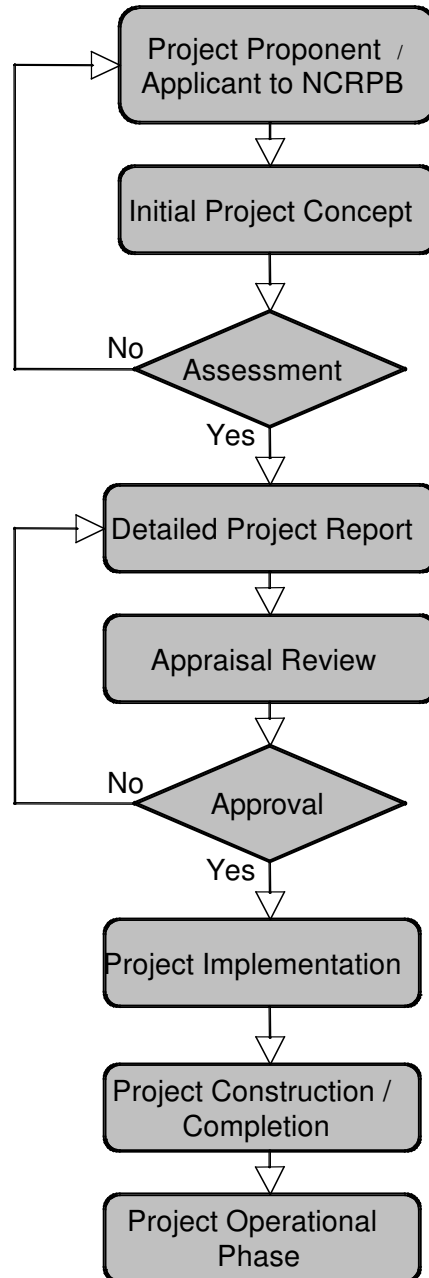 Project Proponent /
Applicant to NCRPB
Initial Project Concept
No
Assessment
Yes
Detailed Project Report
Appraisal Review
No
Approval
Yes
Project Implementation
Project Construction /
Completion
Project Operational
Phase